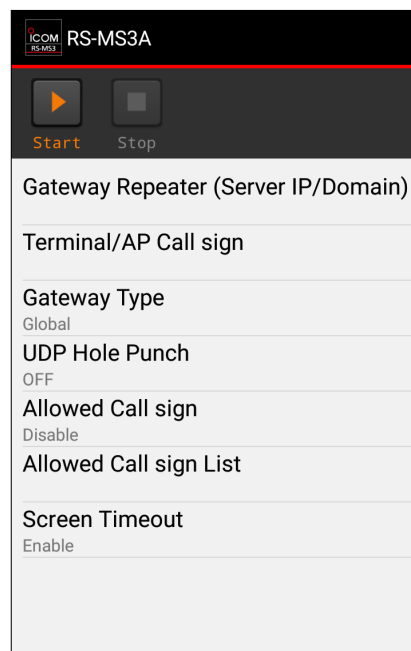 ICOM
RS-MS3
RS-MS3A
Start Stop
Gateway Repeater (Server IP/Domain)
Terminal/AP Call sign
Gateway Type
Global
UDP Hole Punch
OFF
Allowed Call sign
Disable
Allowed Call sign List
Screen Timeout
Enable